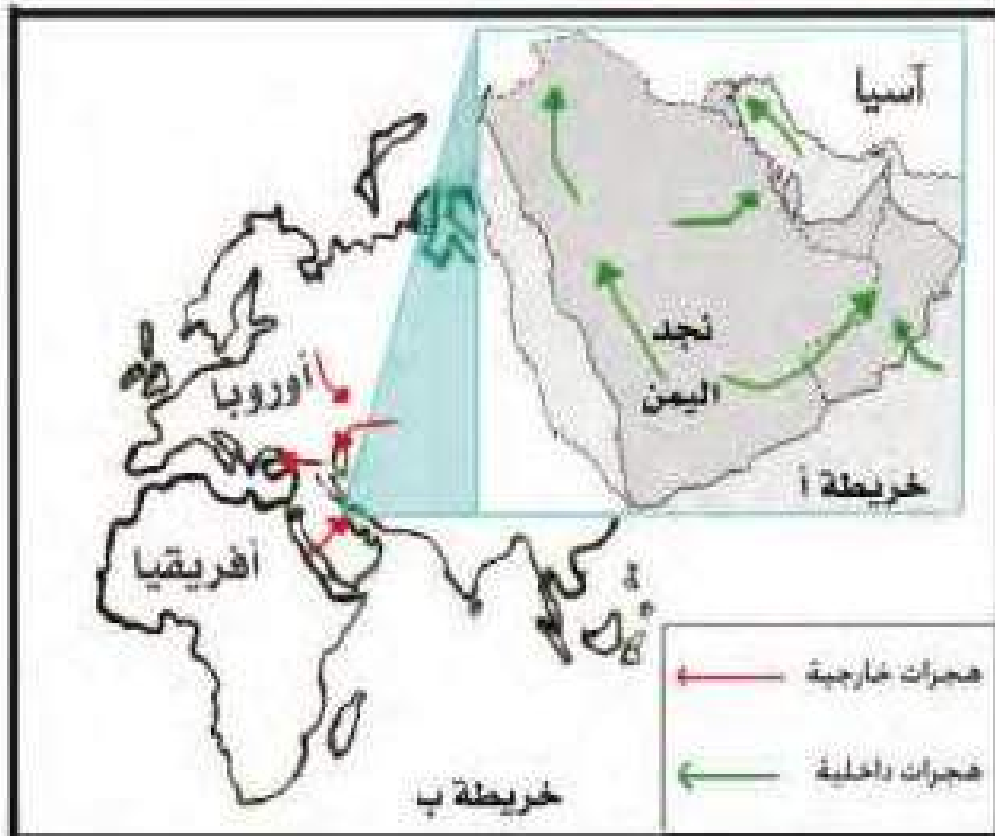 آسيا
نجد
اليمن
خريطة أ
أوروبا
أفريقيا
هجرات خارجية
هجرات داخلية
خريطة ب